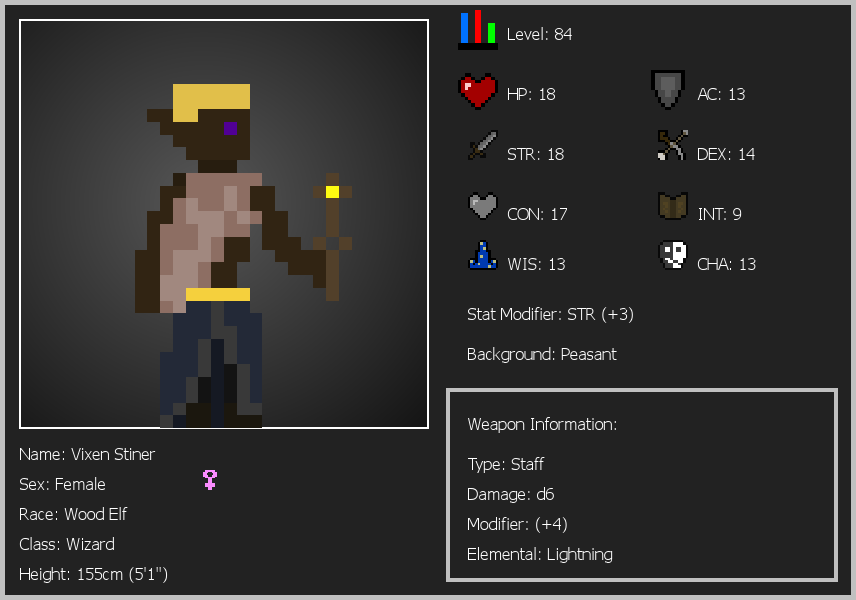 Level: 84
HP: 18
AC: 13
STR: 18
DEX: 14
CON: 17
INT: 9
WIS: 13
CHA: 13
Stat Modifier: STR (+3)
Background: Peasant
Weapon Information:
Type: Staff
Damage: d6
Modifier: (+4)
Elemental: Lightning
Name: Vixen Stiner
Sex: Female
Race: Wood Elf
Class: Wizard
Height: 155cm (5'1")